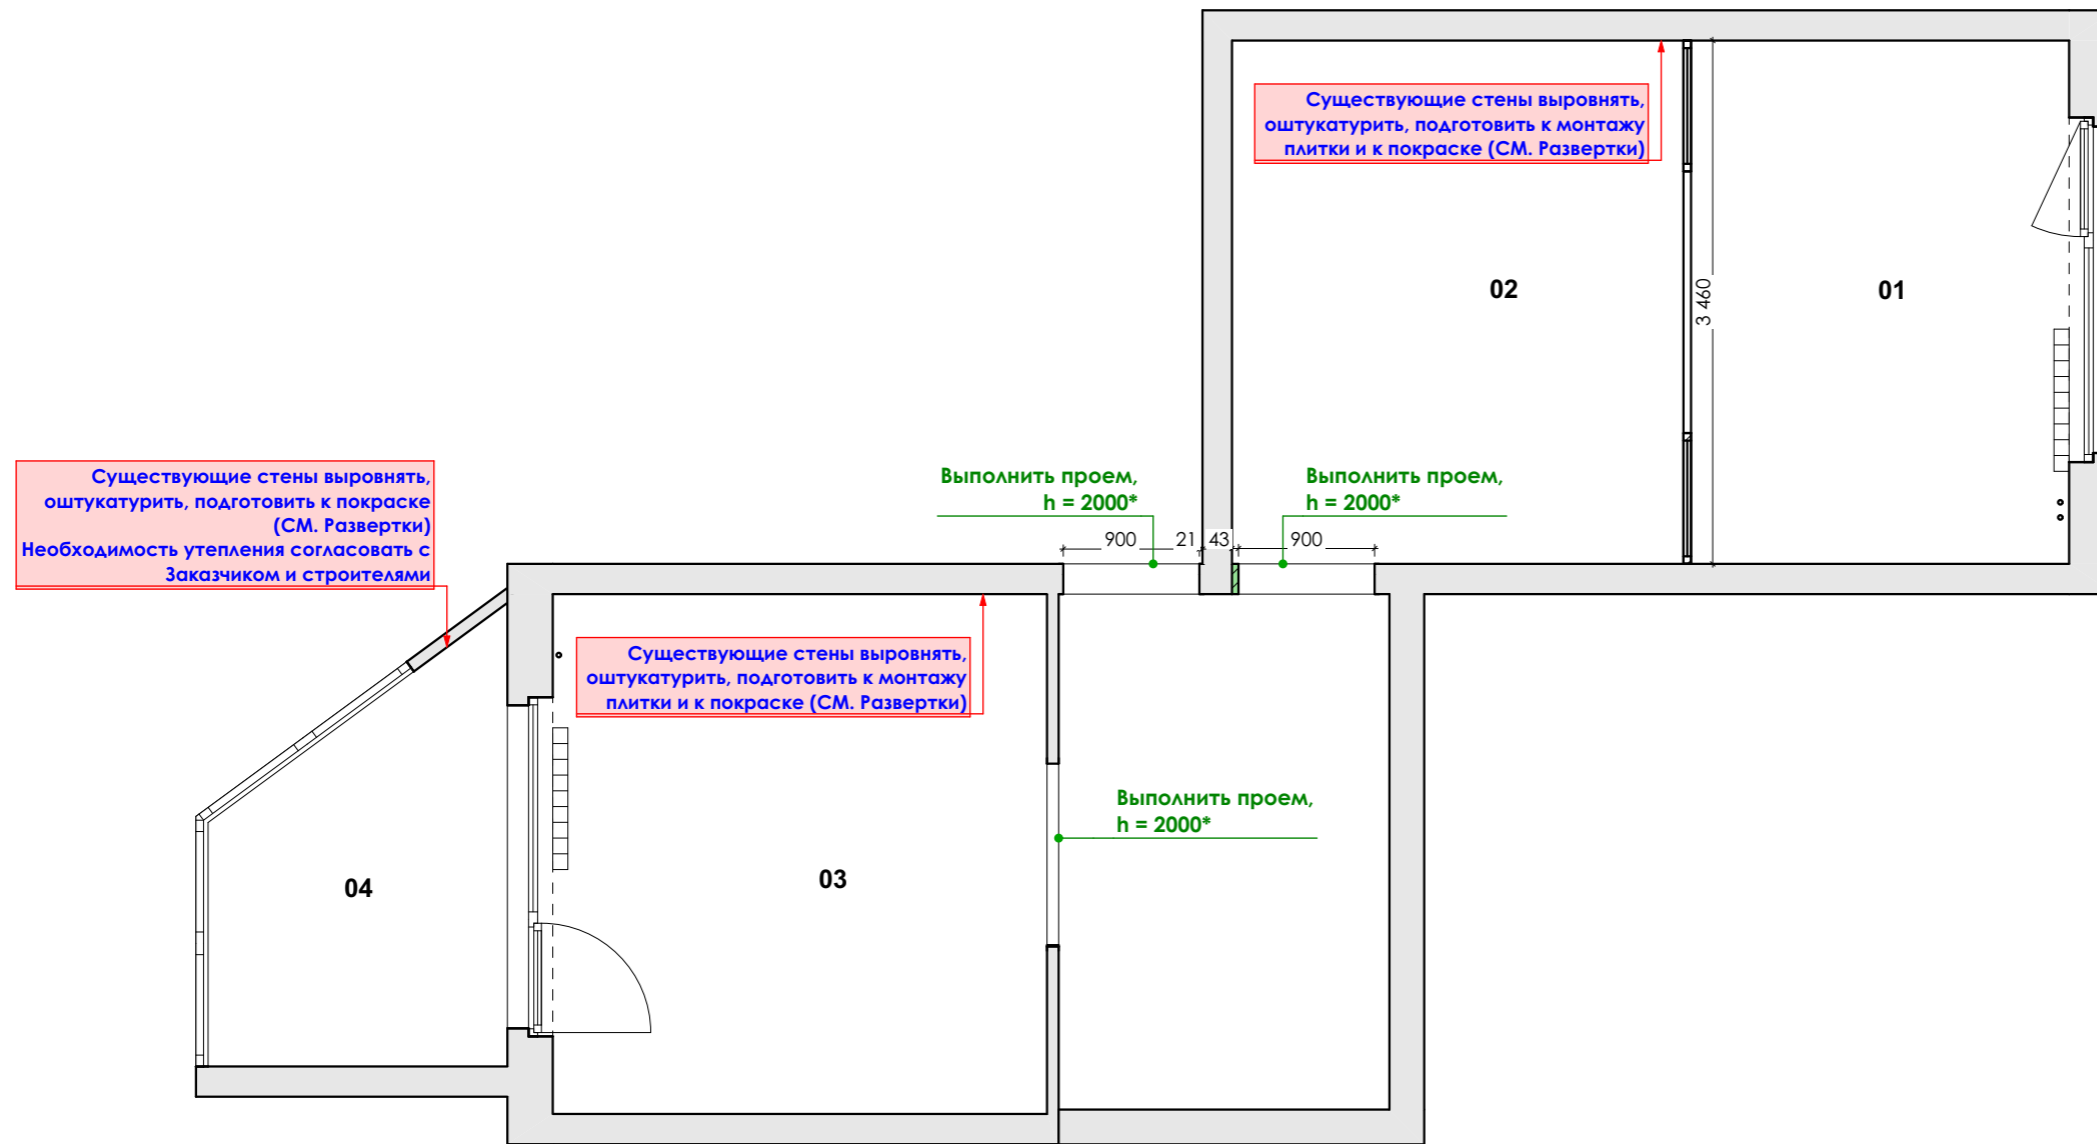 Существующие стены выровнять,
оштукатурить, подготовить к монтажу
плитки и к покраске (СМ. Развертки)
02
3 460
01
Существующие стены выровнять,
оштукатурить, подготовить к покраске
(СМ. Развертки)
Необходимость утепления согласовать с
Заказчиком и строителями
Выполнить проем,
h = 2000*
Выполнить проем,
h = 2000*
900
21
43
900
Существующие стены выровнять,
оштукатурить, подготовить к монтажу
плитки и к покраске (СМ. Развертки)
Выполнить проем,
h = 2000*
04
03